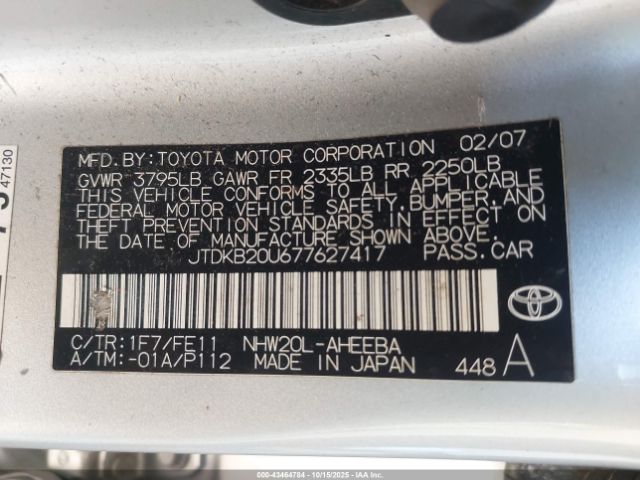 MFD. BY: TOYOTA MOTOR CORPORATION 02/07
GVWR 3795LB GAWR FR 2335LB RR 2250LB
THIS VEHICLE CONFORMS TO ALL APPLICABLE
FEDERAL MOTOR VEHICLE SAFETY, BUMPER, AND
THEFT PREVENTION STANDARDS IN EFFECT ON
THE DATE OF MANUFACTURE SHOWN ABOVE.
JTDKB20U677627417 PASS. CAR
C/TR: 1F7/FE11 NHW20L-AHEEBA
A/TM: -01A/P112 MADE IN JAPAN 448 A
TOYOTA
47130
000-43464784 - 10/15/2025 - Copyright © IAA, LLC